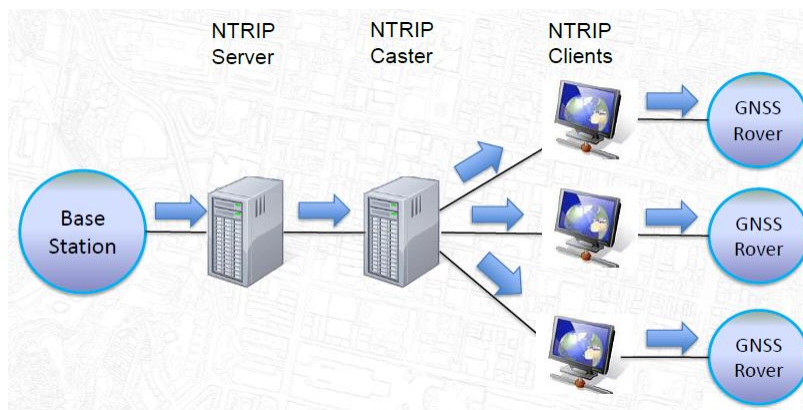 NTRIP
Server
NTRIP
Caster
NTRIP
Clients
GNSS
Rover
Base
Station
GNSS
Rover
GNSS
Rover